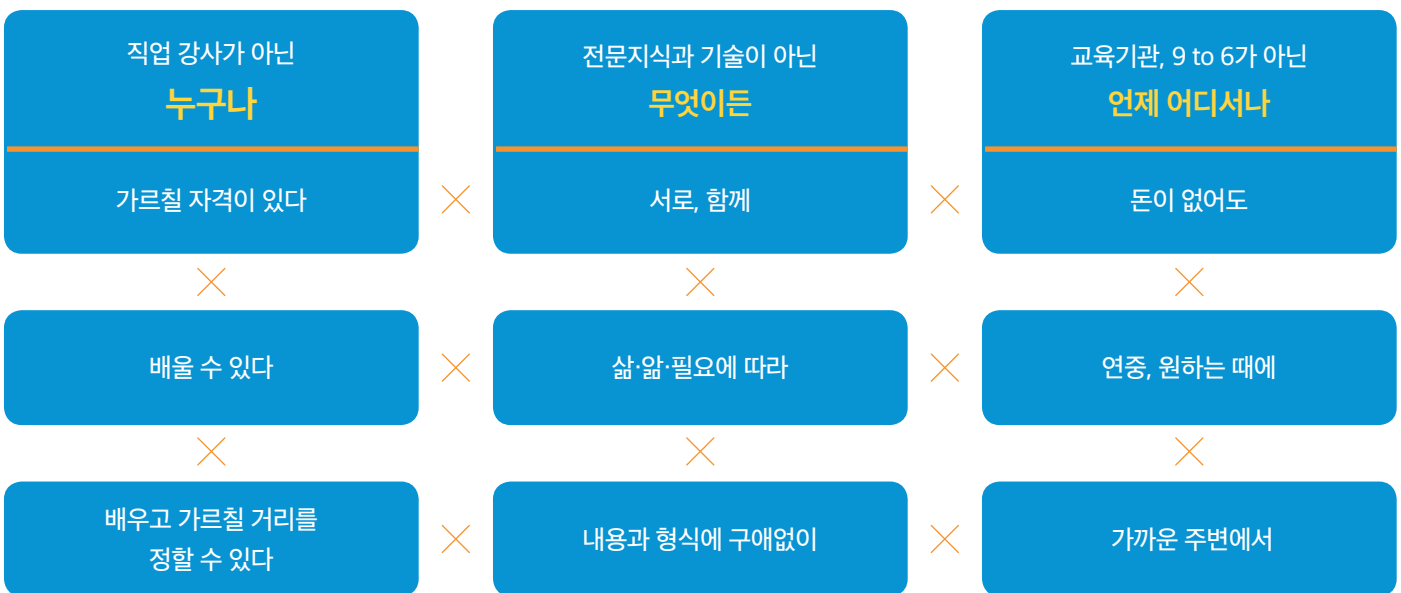 직업 강사가 아닌
누구나
가르칠 자격이 있다
전문지식과 기술이 아닌
무엇이든
서로, 함께
교육기관, 9 to 6가 아닌
언제 어디서나
돈이 없어도
배울 수 있다
삶·앎·필요에 따라
연중, 원하는 때에
배우고 가르칠 거리를
정할 수 있다
내용과 형식에 구애없이
가까운 주변에서